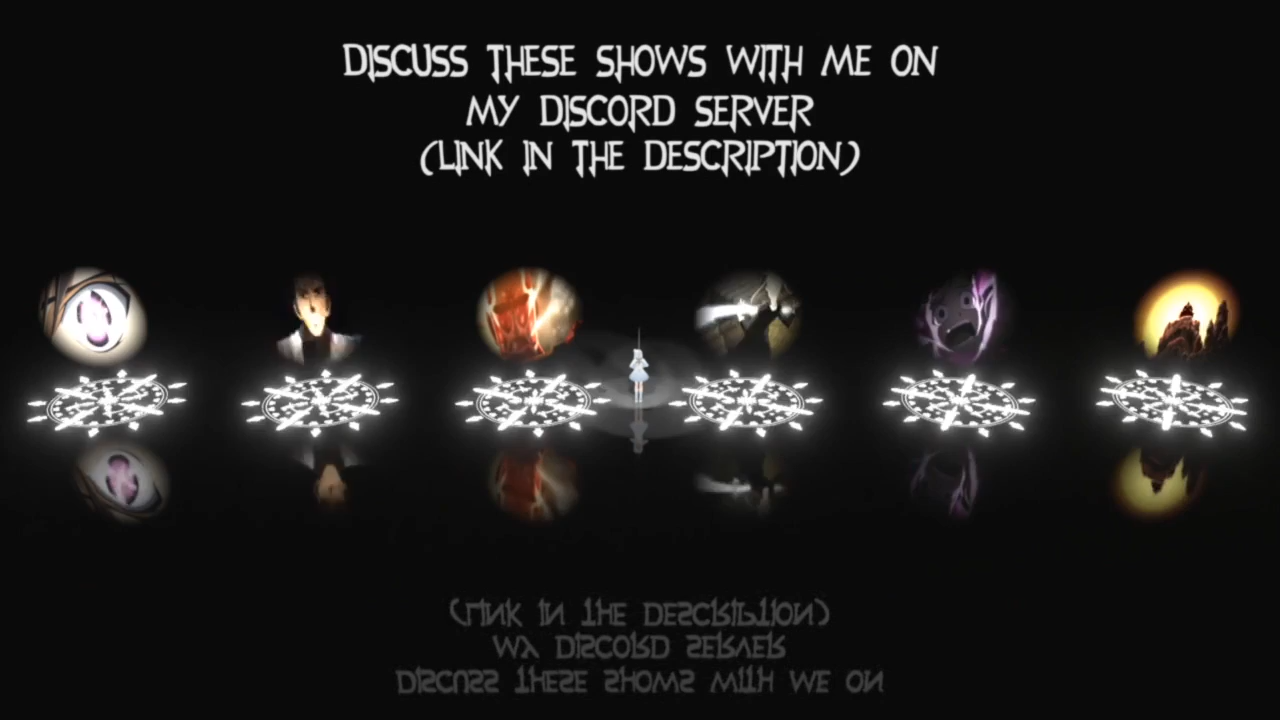 DISCUSS THESE SHOWS WITH ME ON
MY DISCORD SERVER
(LINK IN THE DESCRIPTION)